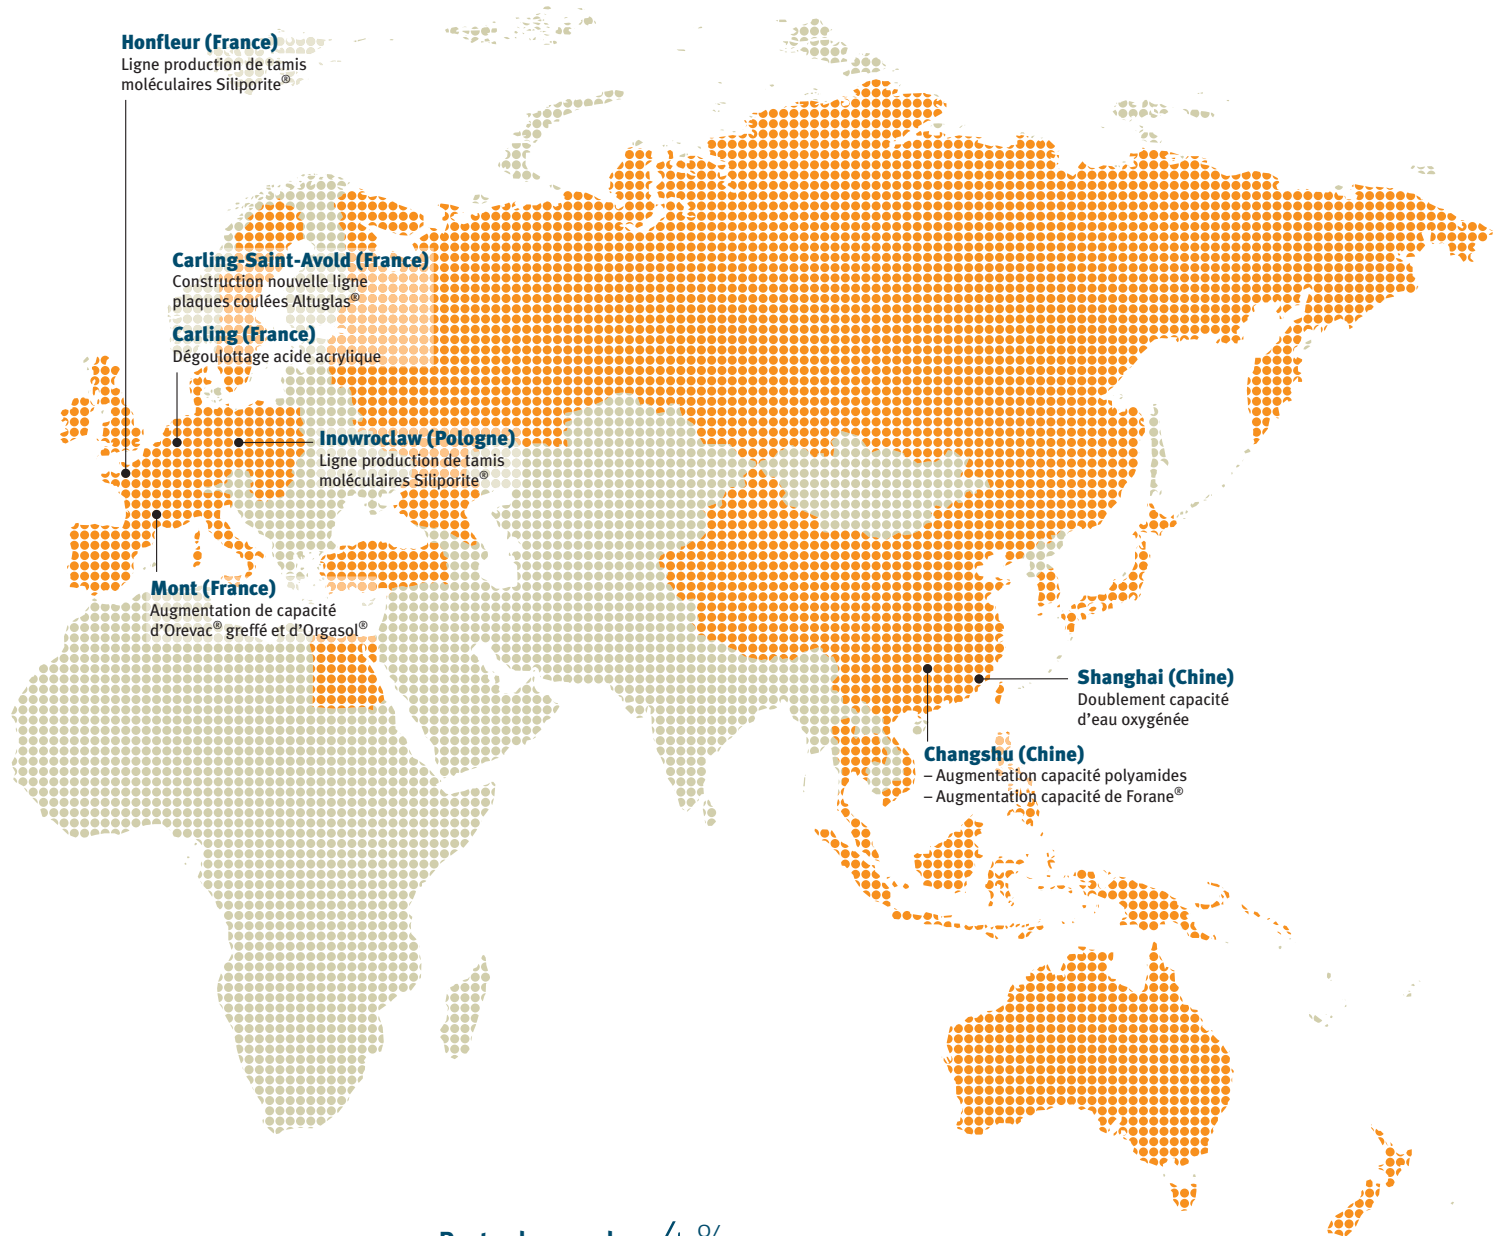 Honfleur (France)
Ligne production de tamis
moléculaires Siliporite®
Carling-Saint-Avold (France)
Construction nouvelle ligne
plaques coulées Altuglas®
Carling (France)
Dégoulottage acide acrylique
Inowroclaw (Pologne)
Ligne production de tamis
moléculaires Siliporite®
Mont (France)
Augmentation de capacité
d’Orevac® greffé et d’Orgasol®
Shanghai (Chine)
Doublement capacité
d’eau oxygénée
Changshu (Chine)
– Augmentation capacité polyamides
– Augmentation capacité de Forane®